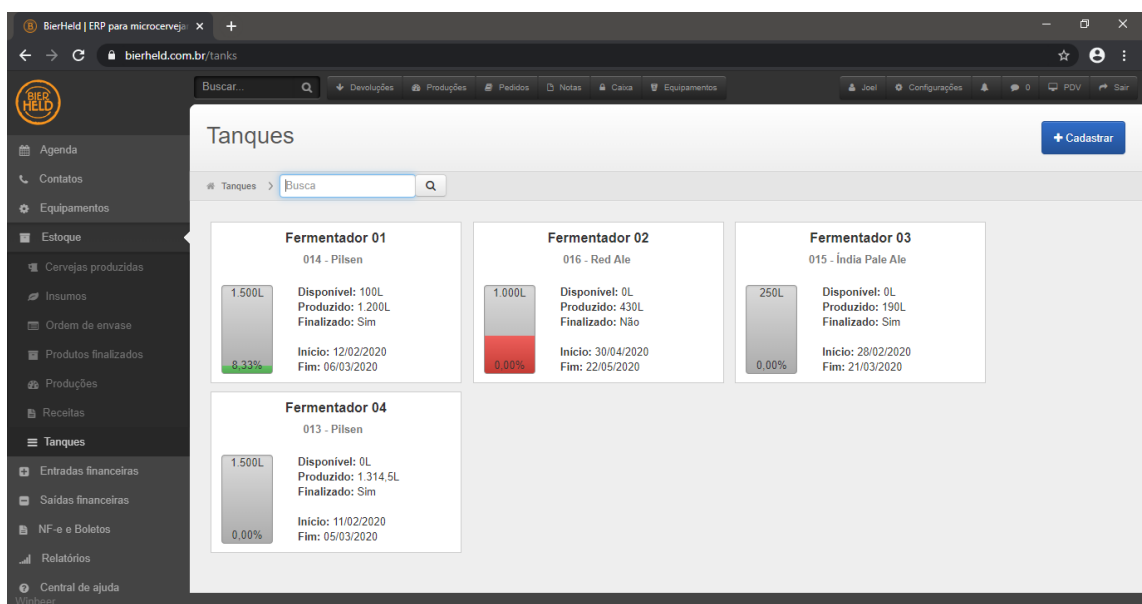 BierHeld | ERP para microcerveja
bierheld.com.br/tanks
BIER
HELD
Buscar...
Devoluções
Produções
Pedidos
Notas
Caixa
Equipamentos
Joel
Configurações
0
PDV
Sair
Agenda
Contatos
Equipamentos
Estoque
Cervejas produzidas
Insumos
Ordem de envase
Produtos finalizados
Produções
Receitas
Tanques
Entradas financeiras
Saídas financeiras
NF-e e Boletos
Relatórios
Central de ajuda
Winbeer
Tanques
Cadastrar
Tanques
Busca
Fermentador 01
014 - Pilsen
1.500L
8,33%
Disponível: 100L
Produzido: 1.200L
Finalizado: Sim
Início: 12/02/2020
Fim: 06/03/2020
Fermentador 02
016 - Red Ale
1.000L
0,00%
Disponível: 0L
Produzido: 430L
Finalizado: Não
Início: 30/04/2020
Fim: 22/05/2020
Fermentador 03
015 - Índia Pale Ale
250L
0,00%
Disponível: 0L
Produzido: 190L
Finalizado: Sim
Início: 28/02/2020
Fim: 21/03/2020
Fermentador 04
013 - Pilsen
1.500L
0,00%
Disponível: 0L
Produzido: 1.314,5L
Finalizado: Sim
Início: 11/02/2020
Fim: 05/03/2020